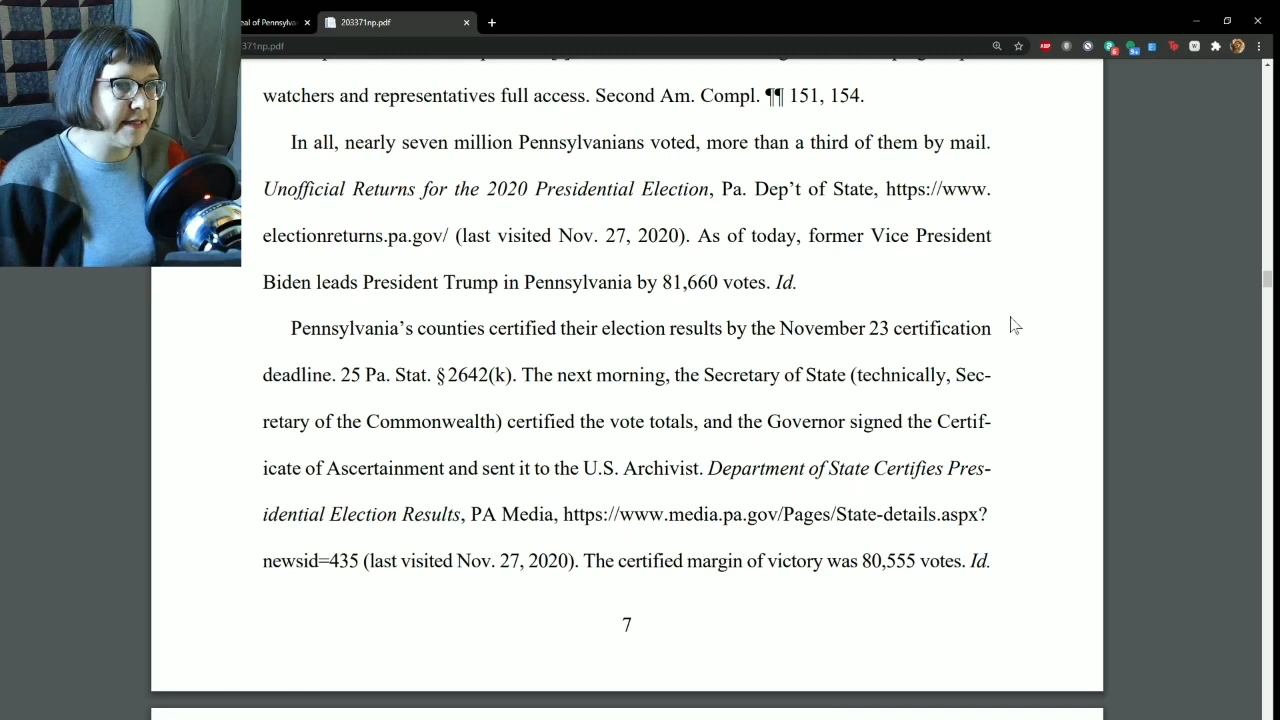 eal of Pennsylva
203371np.pdf
371np.pdf
watchers and representatives full access. Second Am. Compl. ¶¶ 151, 154.
In all, nearly seven million Pennsylvanians voted, more than a third of them by mail.
Unofficial Returns for the 2020 Presidential Election, Pa. Dep’t of State, https://www.
electionreturns.pa.gov/ (last visited Nov. 27, 2020). As of today, former Vice President
Biden leads President Trump in Pennsylvania by 81,660 votes. Id.
Pennsylvania’s counties certified their election results by the November 23 certification
deadline. 25 Pa. Stat. § 2642(k). The next morning, the Secretary of State (technically, Sec-
retary of the Commonwealth) certified the vote totals, and the Governor signed the Certif-
icate of Ascertainment and sent it to the U.S. Archivist. Department of State Certifies Pres-
idential Election Results, PA Media, https://www.media.pa.gov/Pages/State-details.aspx?
newsid=435 (last visited Nov. 27, 2020). The certified margin of victory was 80,555 votes. Id.
7